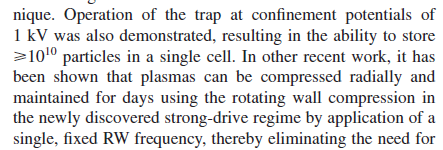 nique. Operation of the trap at confinement potentials of
1 kV was also demonstrated, resulting in the ability to store
≥10¹⁰ particles in a single cell. In other recent work, it has
been shown that plasmas can be compressed radially and
maintained for days using the rotating wall compression in
the newly discovered strong-drive regime by application of a
single, fixed RW frequency, thereby eliminating the need for